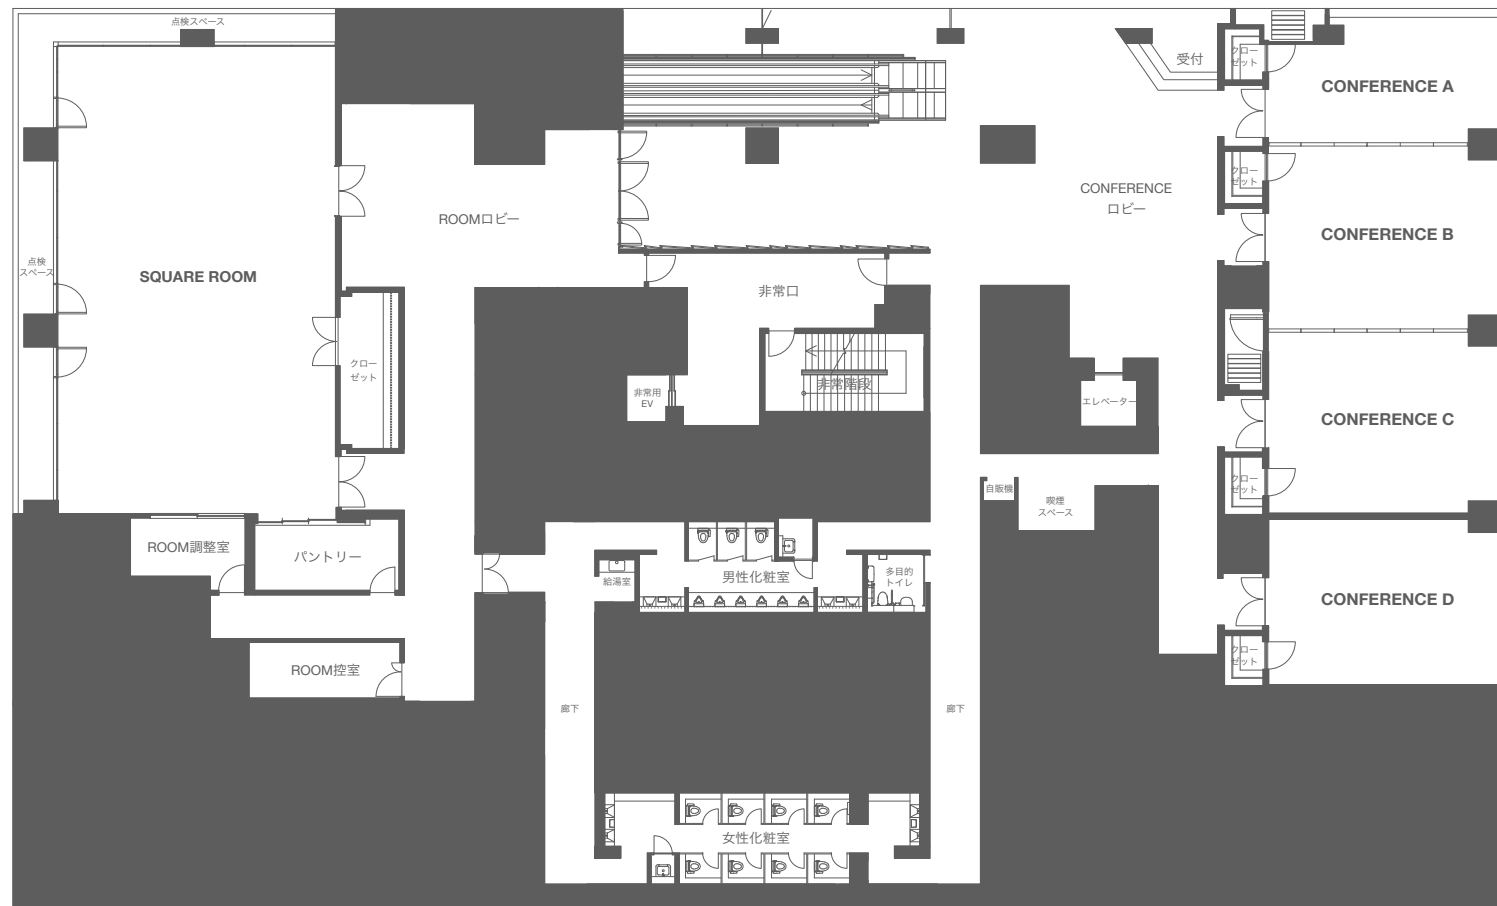 点検スペース
受付
クロー
ゼット
CONFERENCE A
クロー
ゼット
CONFERENCE
ロビー
ROOMロビー
CONFERENCE B
点検
スペース
SQUARE ROOM
非常口
クロー
ゼット
非常階段
非常用
EV
エレベーター
CONFERENCE C
クロー
ゼット
自販機
喫煙
スペース
ROOM調整室
パントリー
給湯室
男性化粧室
多目的
トイレ
CONFERENCE D
クロー
ゼット
ROOM控室
廊下
廊下
女性化粧室